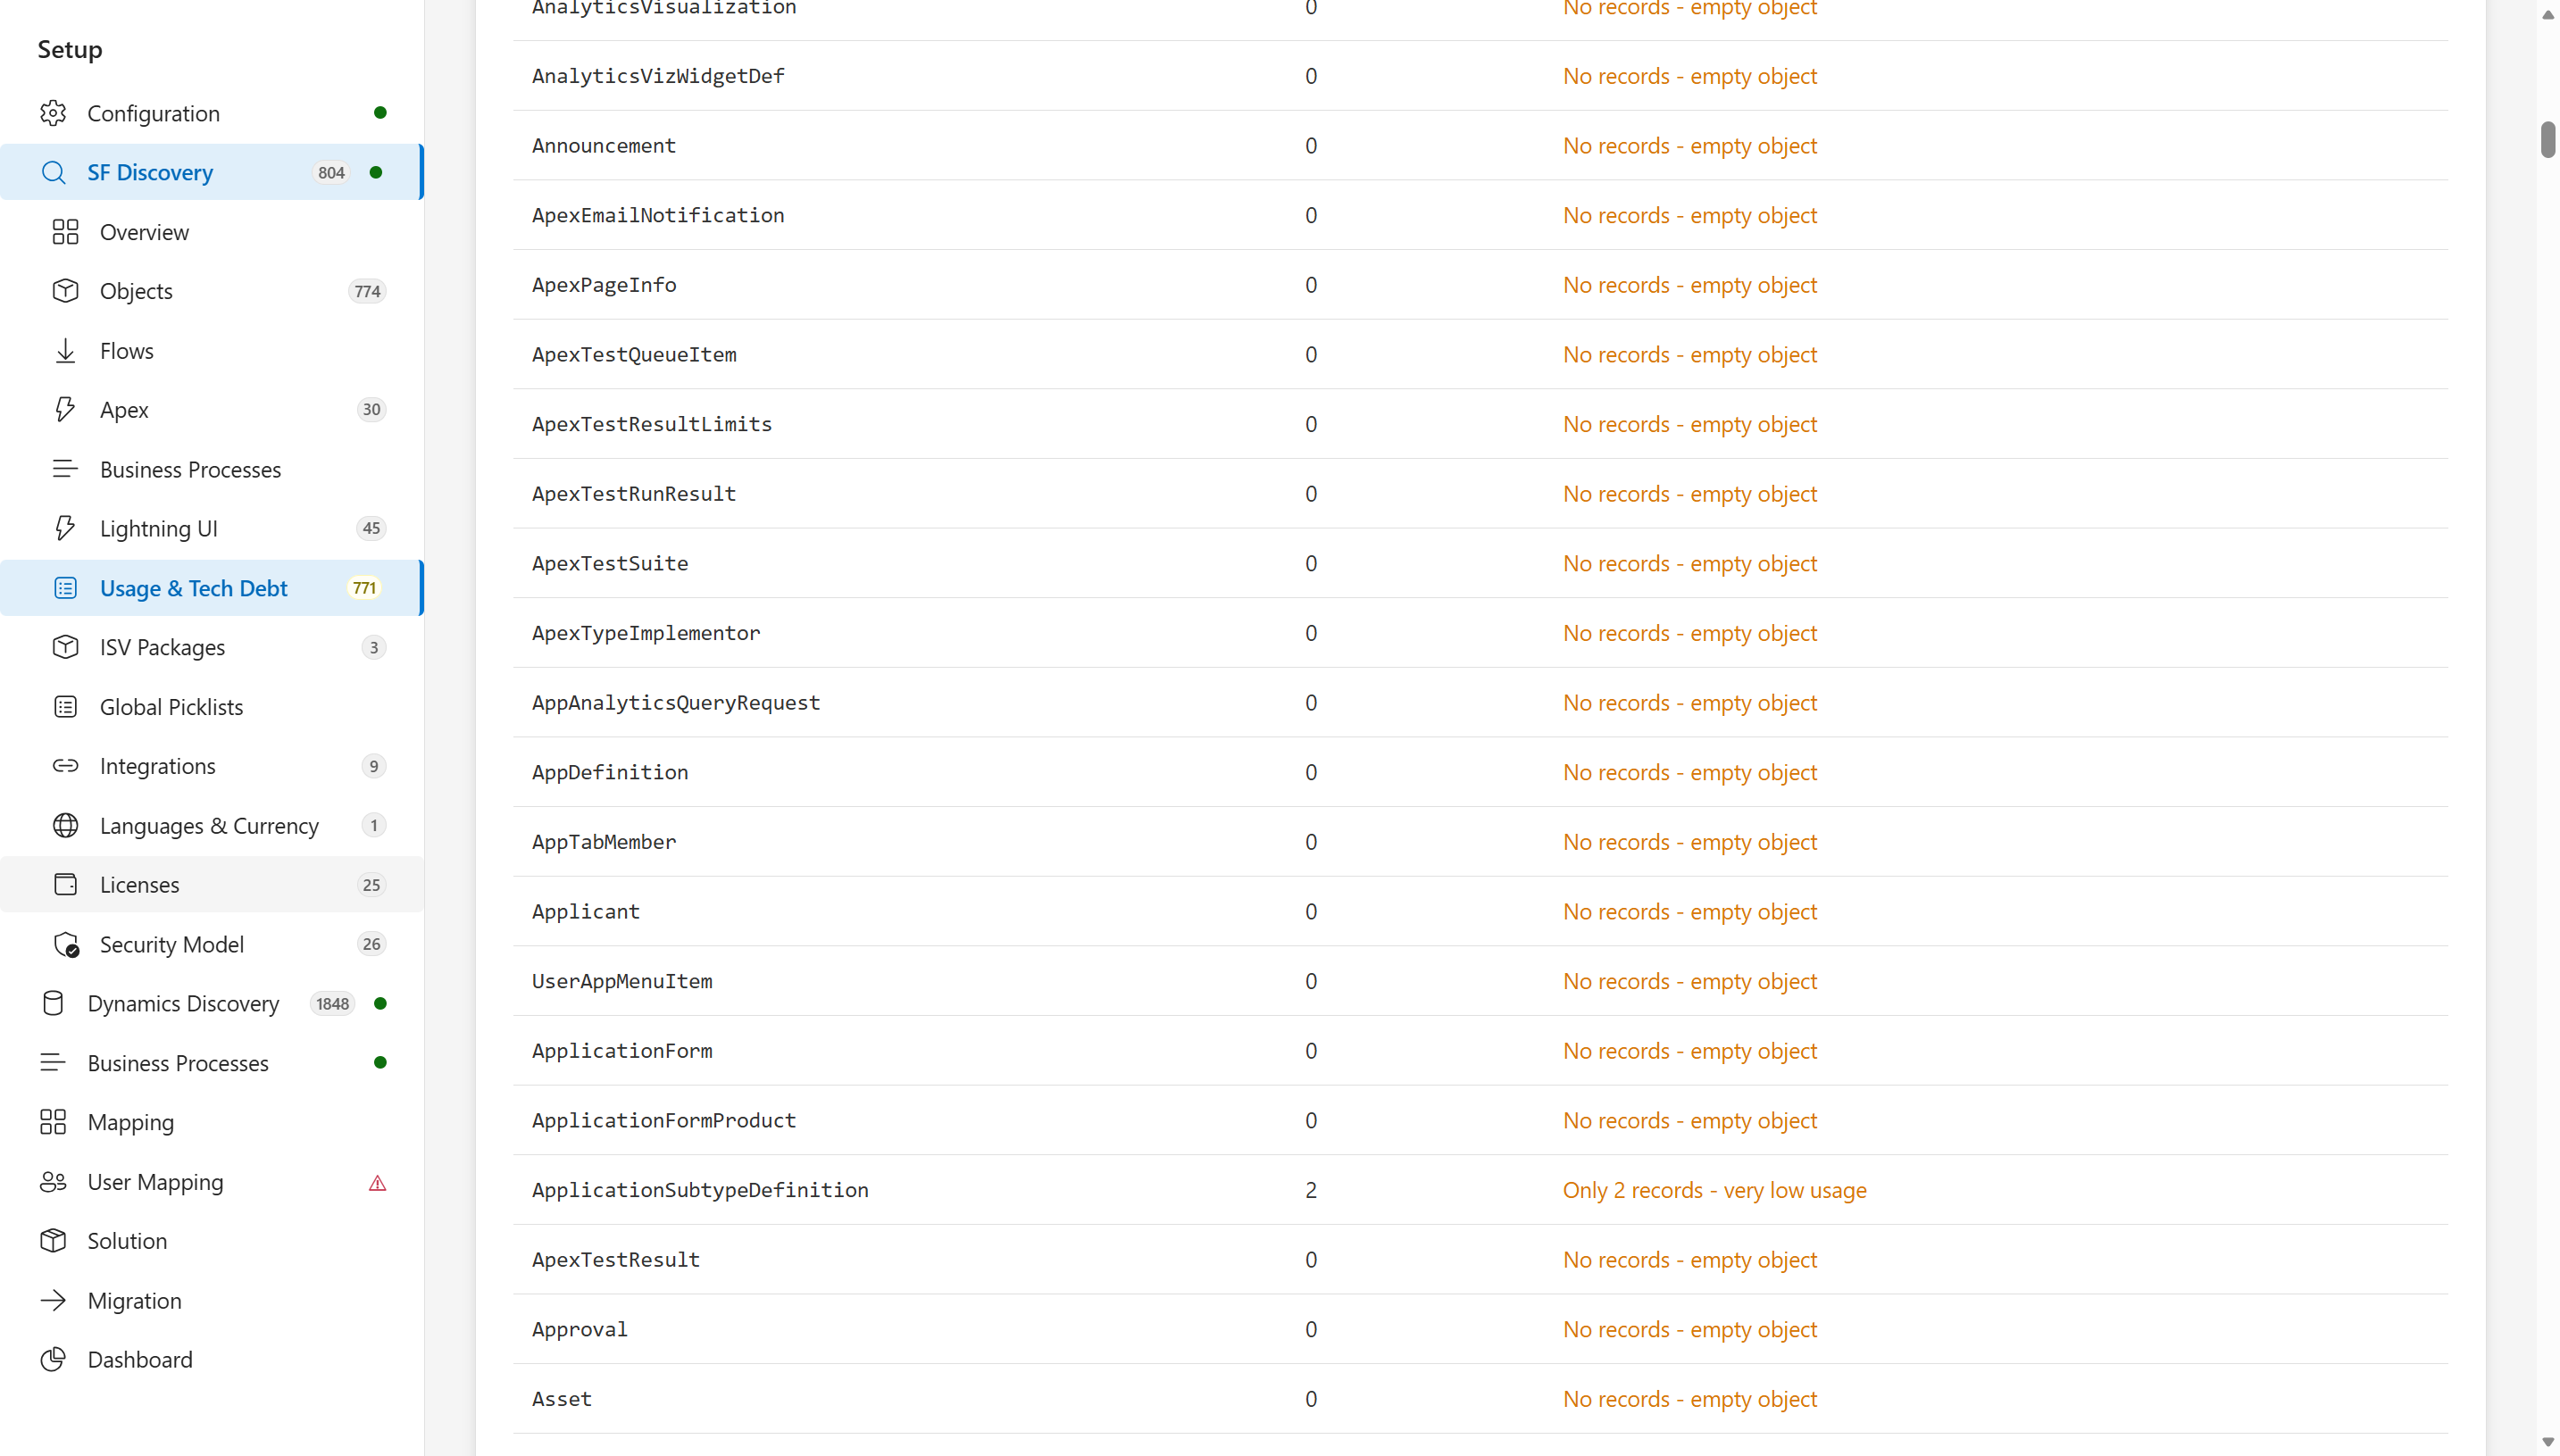 Setup
Configuration
SF Discovery 804
Overview
Objects 774
Flows
Apex 30
Business Processes
Lightning UI 45
Usage & Tech Debt 771
ISV Packages 3
Global Picklists
Integrations 9
Languages & Currency 1
Licenses 25
Security Model 26
Dynamics Discovery 1848
Business Processes
Mapping
User Mapping
Solution
Migration
Dashboard
AnalyticsVisualization 0 No records - empty object
AnalyticsVizWidgetDef 0 No records - empty object
Announcement 0 No records - empty object
ApexEmailNotification 0 No records - empty object
ApexPageInfo 0 No records - empty object
ApexTestQueueItem 0 No records - empty object
ApexTestResultLimits 0 No records - empty object
ApexTestRunResult 0 No records - empty object
ApexTestSuite 0 No records - empty object
ApexTypeImplementor 0 No records - empty object
AppAnalyticsQueryRequest 0 No records - empty object
AppDefinition 0 No records - empty object
AppTabMember 0 No records - empty object
Applicant 0 No records - empty object
UserAppMenuItem 0 No records - empty object
ApplicationForm 0 No records - empty object
ApplicationFormProduct 0 No records - empty object
ApplicationSubtypeDefinition 2 Only 2 records - very low usage
ApexTestResult 0 No records - empty object
Approval 0 No records - empty object
Asset 0 No records - empty object